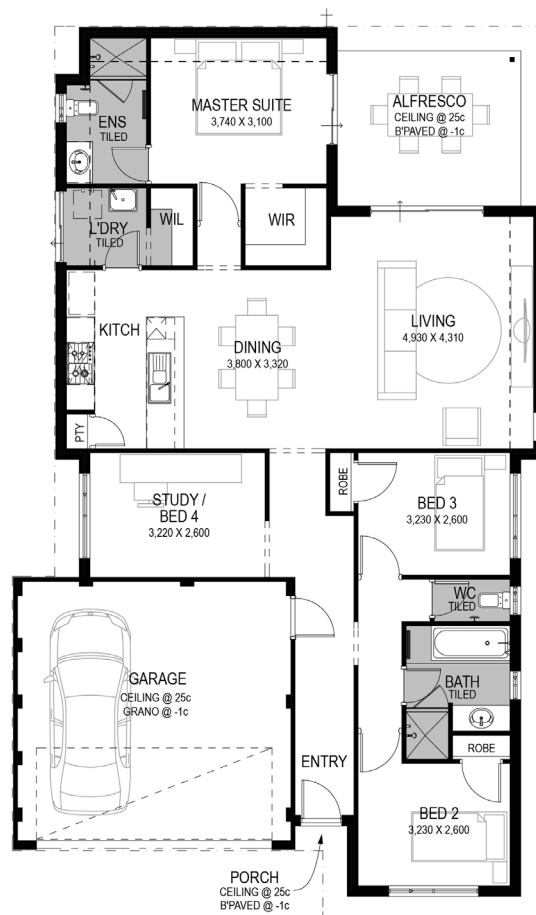 MASTER SUITE
3,740 X 3,100
ALFRESCO
CEILING @ 25c
B'PAVED @ -1c
ENS
TILED
L'DRY
TILED
WIL
WIR
KITCH
DINING
3,800 X 3,320
LIVING
4,930 X 4,310
PTY
STUDY /
BED 4
3,220 X 2,600
ROBE
BED 3
3,230 X 2,600
WC
TILED
BATH
TILED
GARAGE
CEILING @ 25c
GRANO @ -1c
ENTRY
ROBE
BED 2
3,230 X 2,600
PORCH
CEILING @ 25c
B'PAVED @ -1c